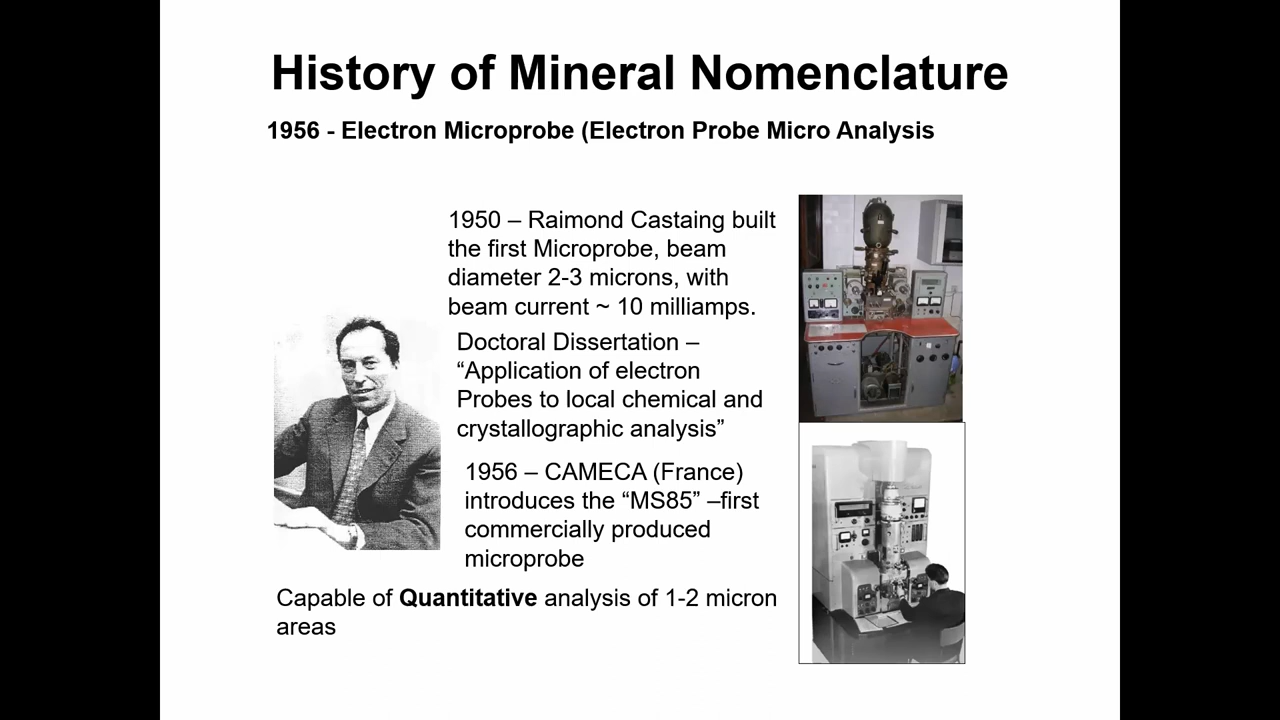 History of Mineral Nomenclature
1956 - Electron Microprobe (Electron Probe Micro Analysis
1950 – Raimond Castaing built
the first Microprobe, beam
diameter 2-3 microns, with
beam current ~ 10 milliamps.
Doctoral Dissertation –
“Application of electron
Probes to local chemical and
crystallographic analysis”
1956 – CAMECA (France)
introduces the “MS85” –first
commercially produced
microprobe
Capable of Quantitative analysis of 1-2 micron
areas